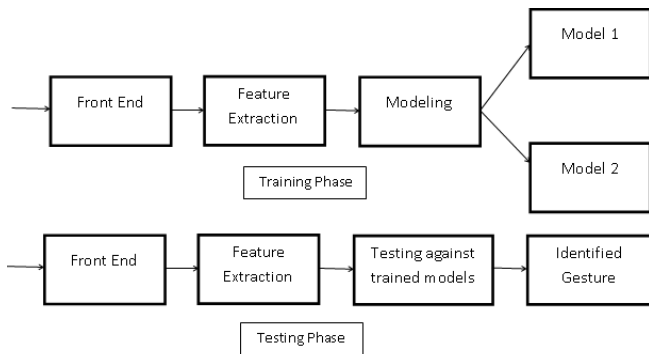 Model 1
Front End
Feature
Extraction
Modeling
Model 2
Training Phase
Front End
Feature
Extraction
Testing against
trained models
Identified
Gesture
Testing Phase